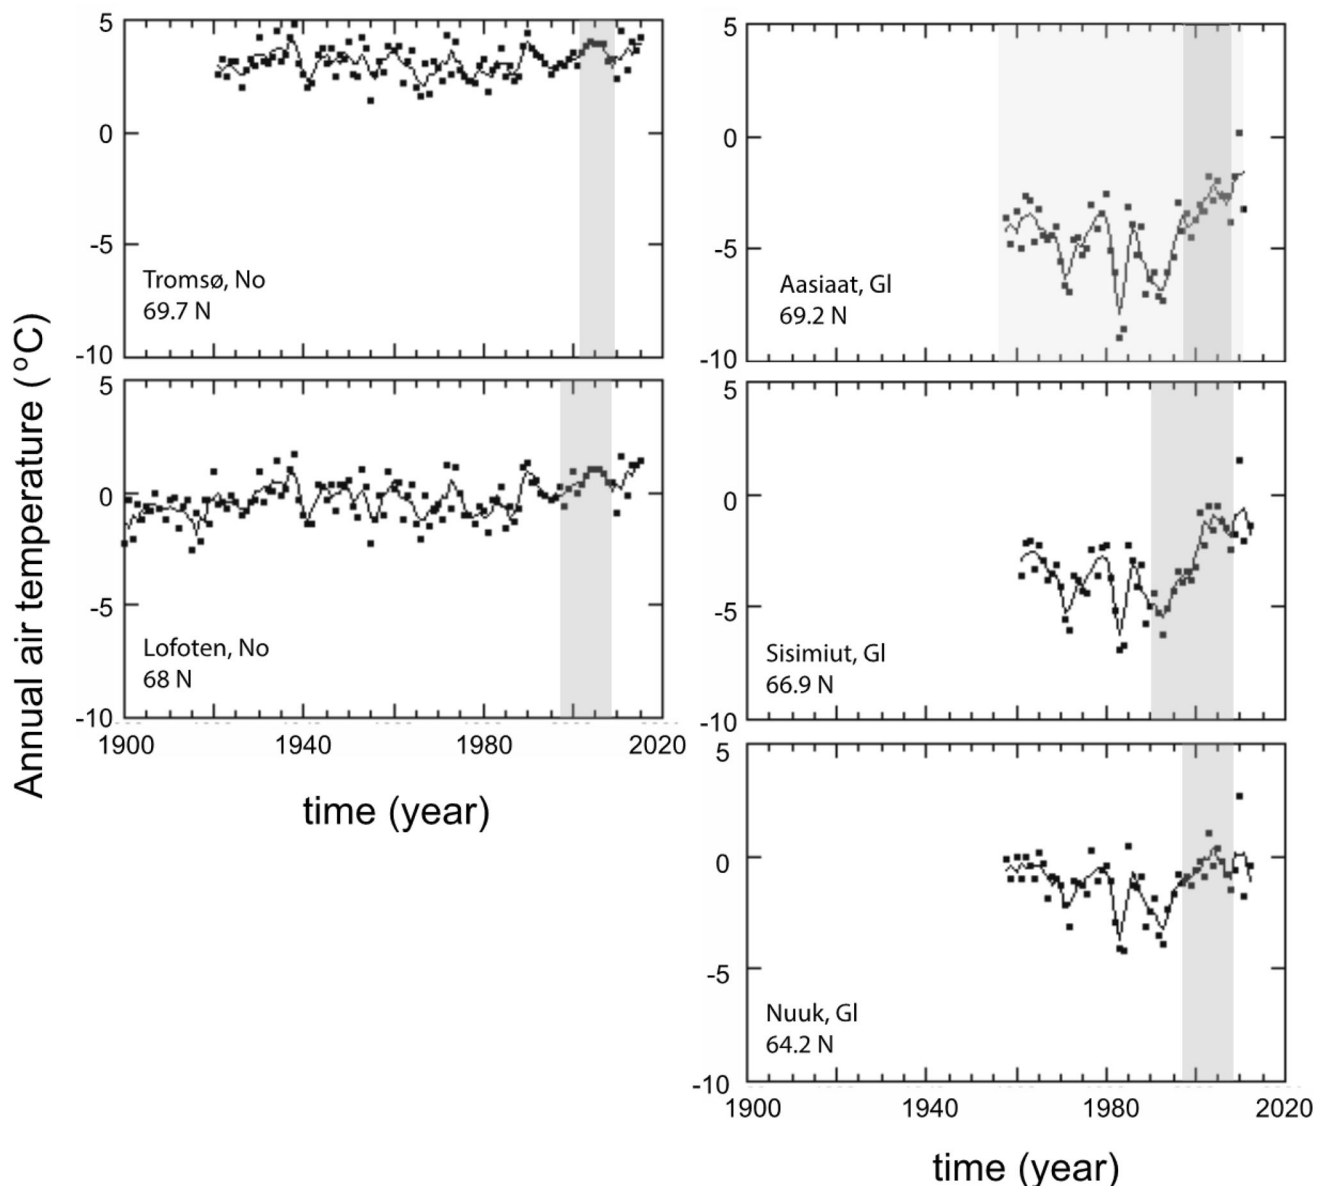 Annual air temperature (°C)
5
0
-5
-10
Tromsø, No
69.7 N
5
0
-5
-10
Lofoten, No
68 N
1900
1940
1980
2020
time (year)
5
0
-5
-10
Aasiaat, Gl
69.2 N
5
0
-5
-10
Sisimiut, Gl
66.9 N
5
0
-5
-10
Nuuk, Gl
64.2 N
1900
1940
1980
2020
time (year)